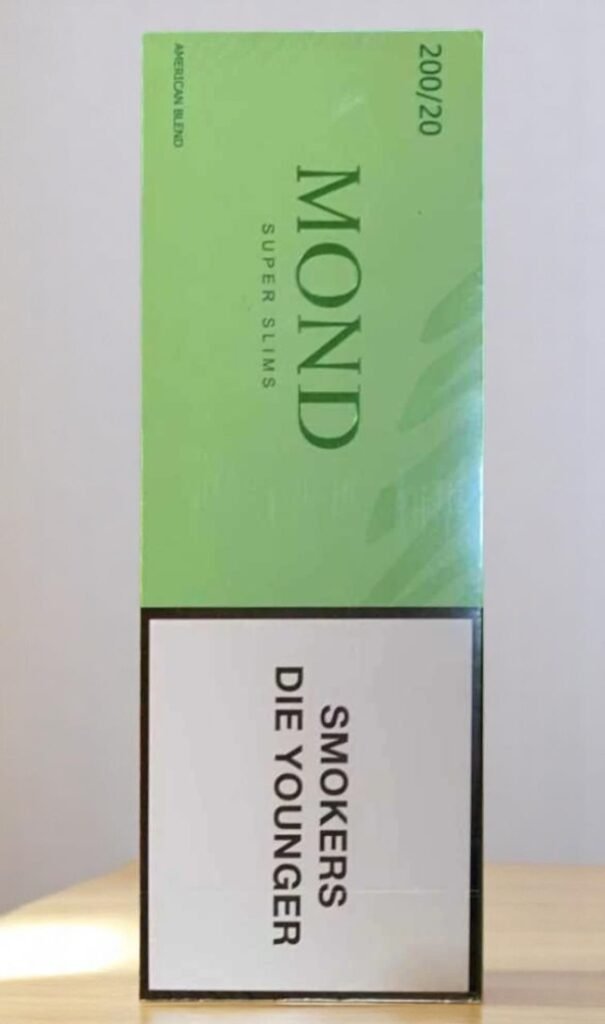 200/20
MOND
SUPER SLIMS
AMERICAN BLEND
SMOKERS
DIE YOUNGER